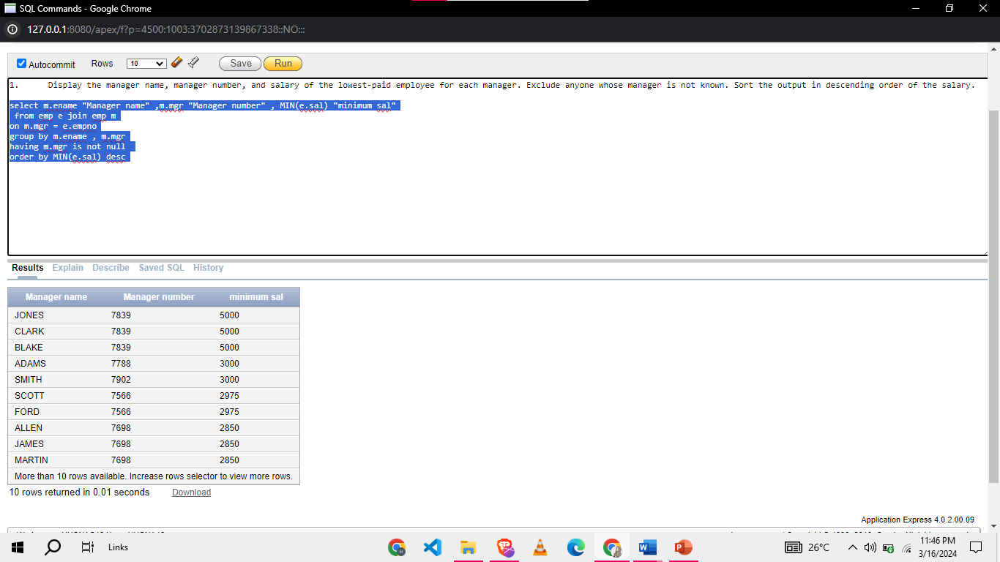 SQL Commands - Google Chrome
127.0.0.1:8080/apex/f?p=4500:1003:3702873139867338::NO:::
Autocommit Rows 10 Save Run
1. Display the manager name, manager number, and salary of the lowest-paid employee for each manager. Exclude anyone whose manager is not known. Sort the output in descending order of the salary.
select m.ename "Manager name" ,m.mgr "Manager number" , MIN(e.sal) "minimum sal"
from emp e join emp m
on m.mgr = e.empno
group by m.ename , m.mgr
having m.mgr is not null
order by MIN(e.sal) desc
Results Explain Describe Saved SQL History
Manager name Manager number minimum sal
JONES 7839 5000
CLARK 7839 5000
BLAKE 7839 5000
ADAMS 7788 3000
SMITH 7902 3000
SCOTT 7566 2975
FORD 7566 2975
ALLEN 7698 2850
JAMES 7698 2850
MARTIN 7698 2850
More than 10 rows available. Increase rows selector to view more rows.
10 rows returned in 0.01 seconds Download
Application Express 4.0.2.00.09
Links 26°C 11:46 PM
3/16/2024